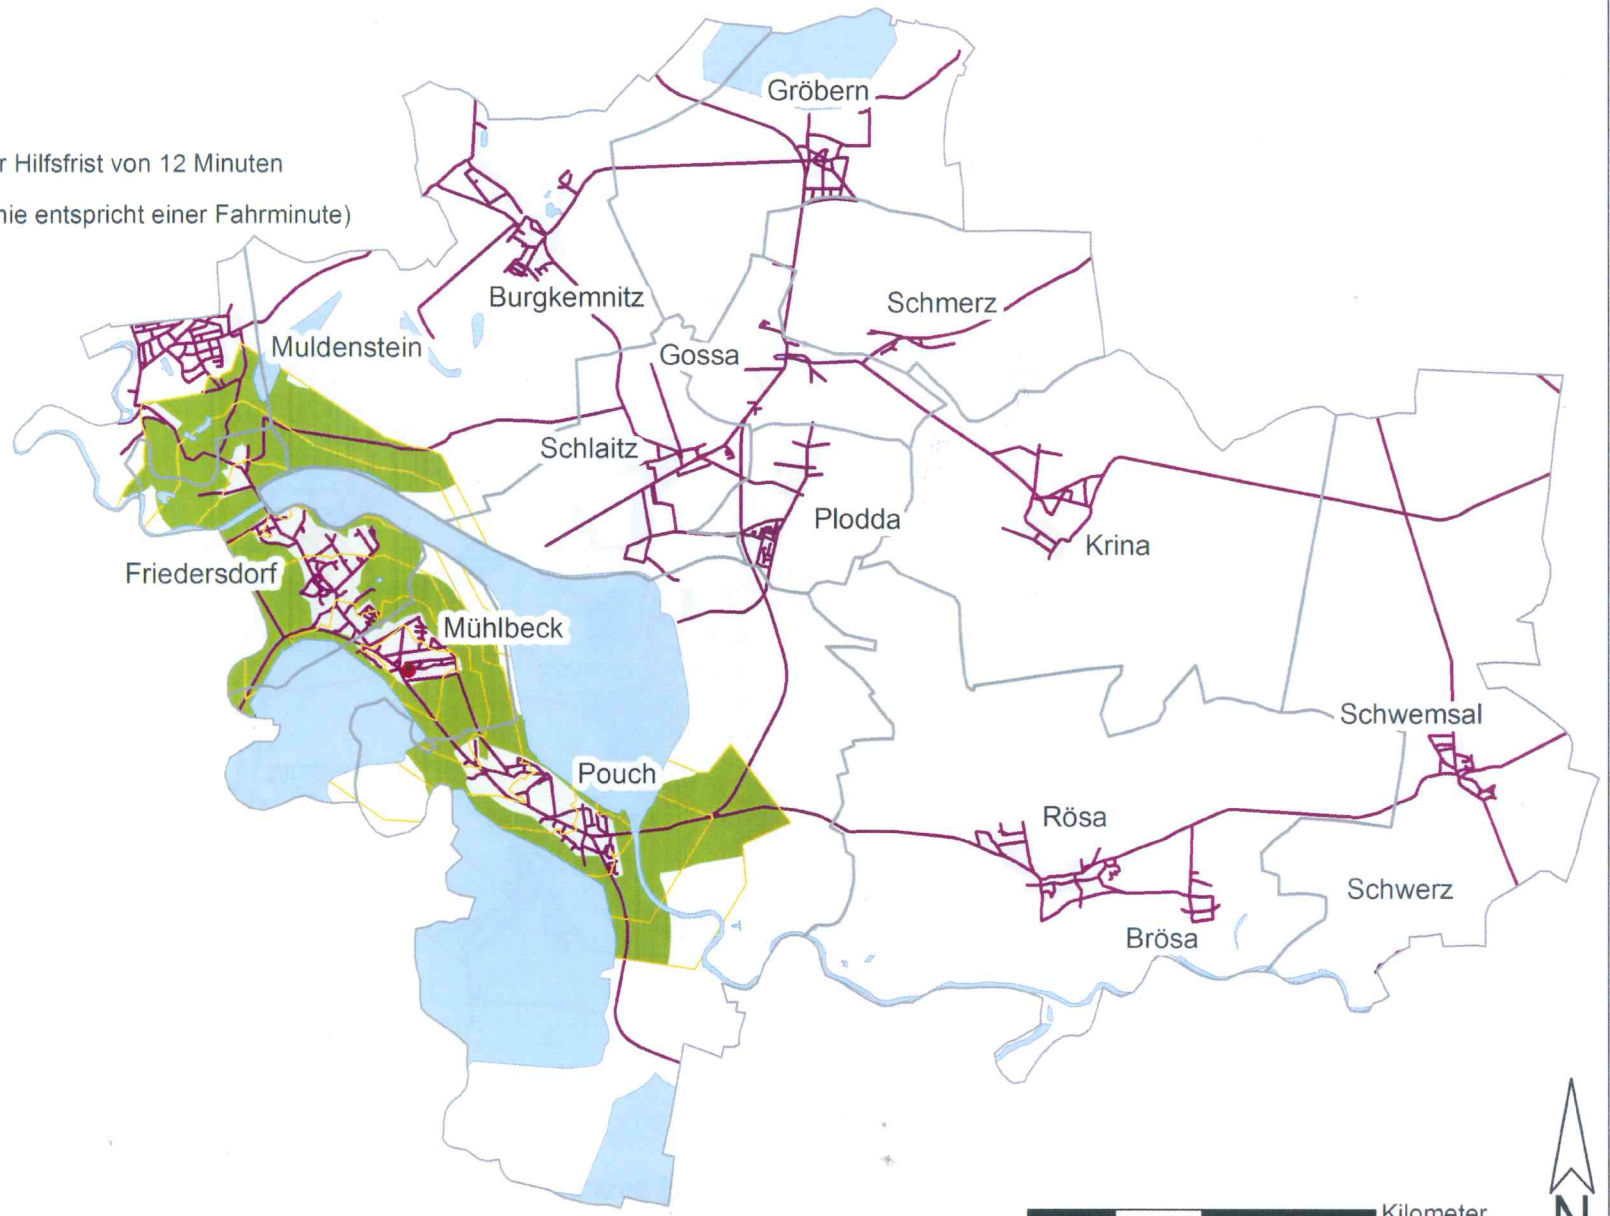 Gröbern
r Hilfsfrist von 12 Minuten
nie entspricht einer Fahrminute)
Burgkemnitz
Schmerz
Muldenstein
Gossa
Schlaitz
Plodda
Krina
Friedersdorf
Mühlbeck
Schwemsal
Pouch
Rösa
Schwerz
Brösa
Kilometer
N